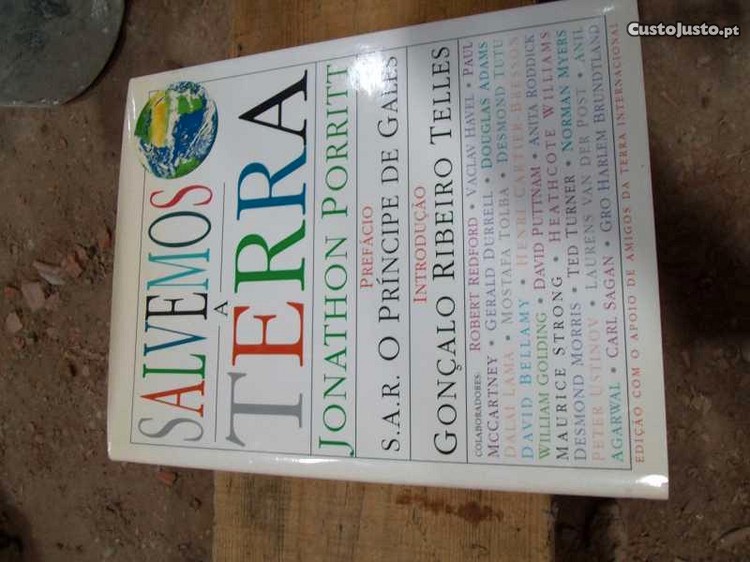 CustoJusto.pt
SALVEMOS
A
TERRA
JONATHON PORRITT
PREFÁCIO
S.A.R. O PRÍNCIPE DE GALES
INTRODUÇÃO
GONÇALO RIBEIRO TELLES
COLABORADORES: ROBERT REDFORD • VACLAV HAVEL • PAUL
MCCARTNEY • GERALD DURRELL • DOUGLAS ADAMS
DALAI LAMA • MOSTAFA TOLBA • DESMOND TUTU
DAVID BELLAMY • HENRI CARTIER BRESSON
WILLIAM GOLDING • DAVID PUTTNAM • ANITA RODDICK
MAURICE STRONG • HEATHCOTE WILLIAMS
DESMOND MORRIS • TED TURNER • NORMAN MYERS
PETER USTINOV • LAURENS VAN DER POST • ANIL
AGARWAL • CARL SAGAN • GRO HARLEM BRUNDTLAND
EDIÇÃO COM O APOIO DE AMIGOS DA TERRA INTERNACIONAL